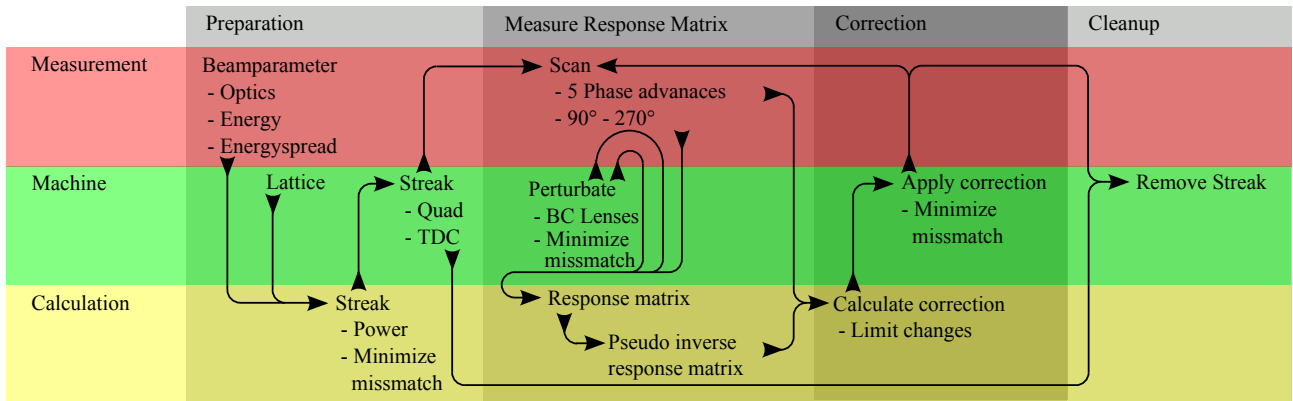 Preparation
Measure Response Matrix
Correction
Cleanup
Measurement
Beamparameter
- Optics
- Energy
- Energyspread
Scan
- 5 Phase advanaces
- 90° - 270°
Machine
Lattice
Streak
- Quad
- TDC
Perturbate
- BC Lenses
- Minimize
missmatch
Apply correction
- Minimize
missmatch
Remove Streak
Calculation
Streak
- Power
- Minimize
missmatch
Response matrix
Pseudo inverse
response matrix
Calculate correction
- Limit changes